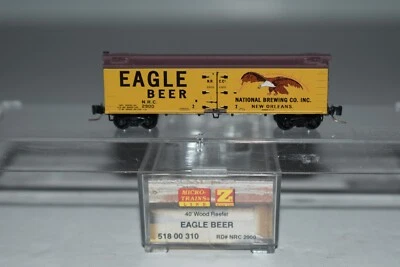 EAGLE
BEER
N.R.C.
2900
NATIONAL BREWING CO. INC.
NEW ORLEANS.
MICRO-
TRAINS
LINE
Z
40' Wood Reefer
EAGLE BEER
518-00 310
RD# NRC 2900